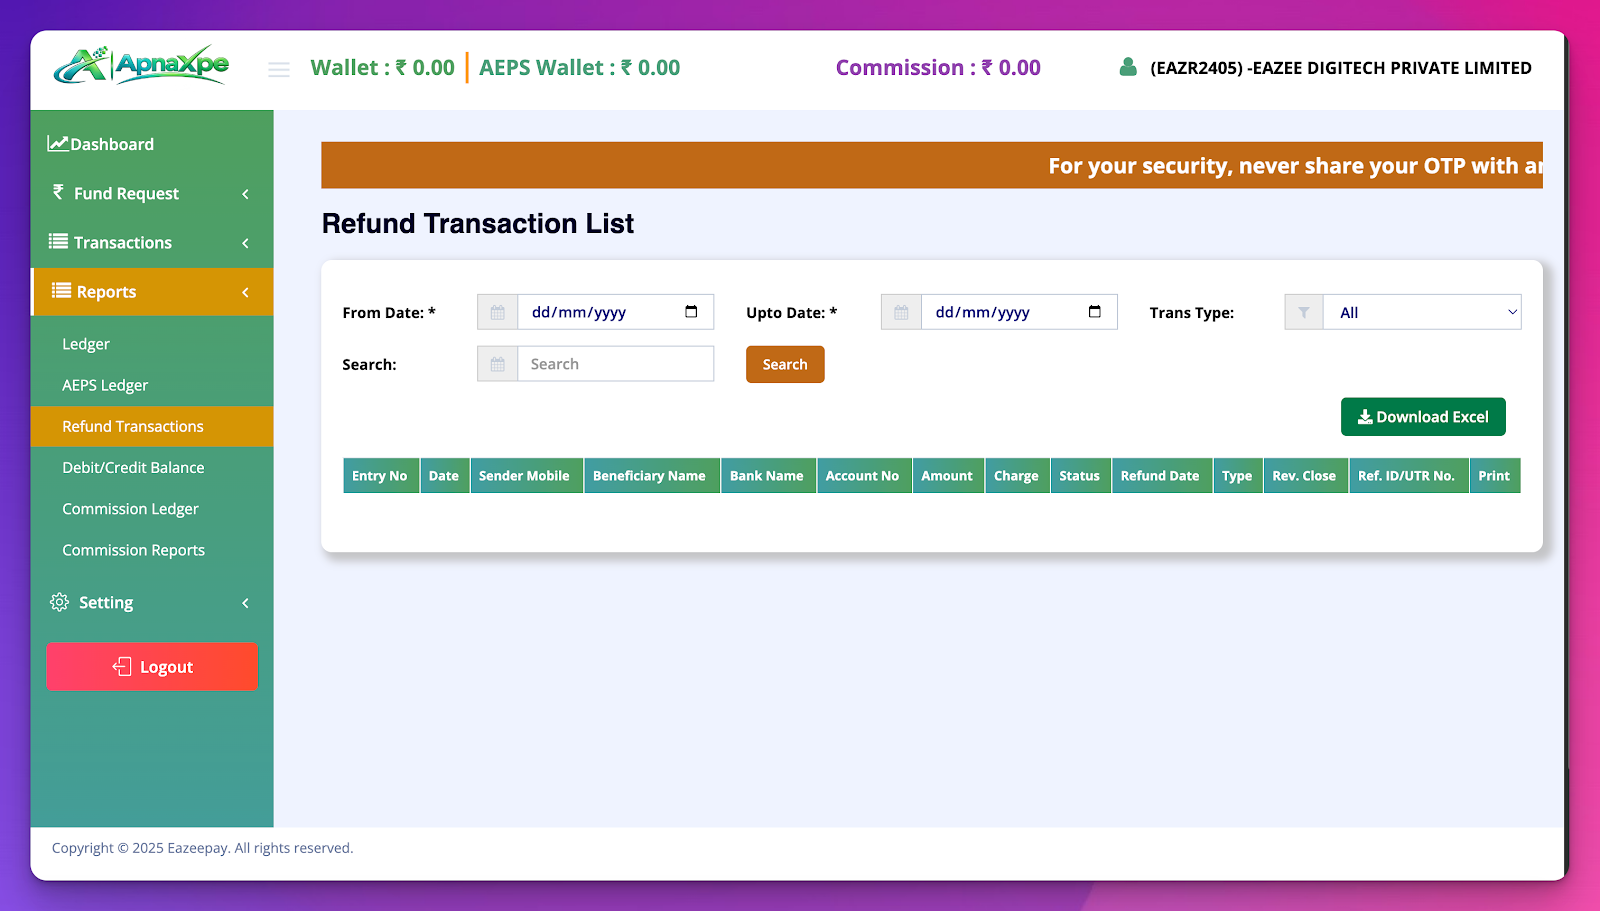 ApnaXpe
Wallet : ₹ 0.00
AEPS Wallet : ₹ 0.00
Commission : ₹ 0.00
(EAZR2405) -EAZEE DIGITECH PRIVATE LIMITED
Dashboard
₹ Fund Request
Transactions
Reports
Ledger
AEPS Ledger
Refund Transactions
Debit/Credit Balance
Commission Ledger
Commission Reports
Setting
Logout
For your security, never share your OTP with
Refund Transaction List
From Date: * dd/mm/yyyy
Upto Date: * dd/mm/yyyy
Trans Type: All
Search: Search
Search
Download Excel
Entry No Date Sender Mobile Beneficiary Name Bank Name Account No Amount Charge Status Refund Date Type Rev. Close Ref. ID/UTR No. Print
Copyright © 2025 Eazeepay. All rights reserved.